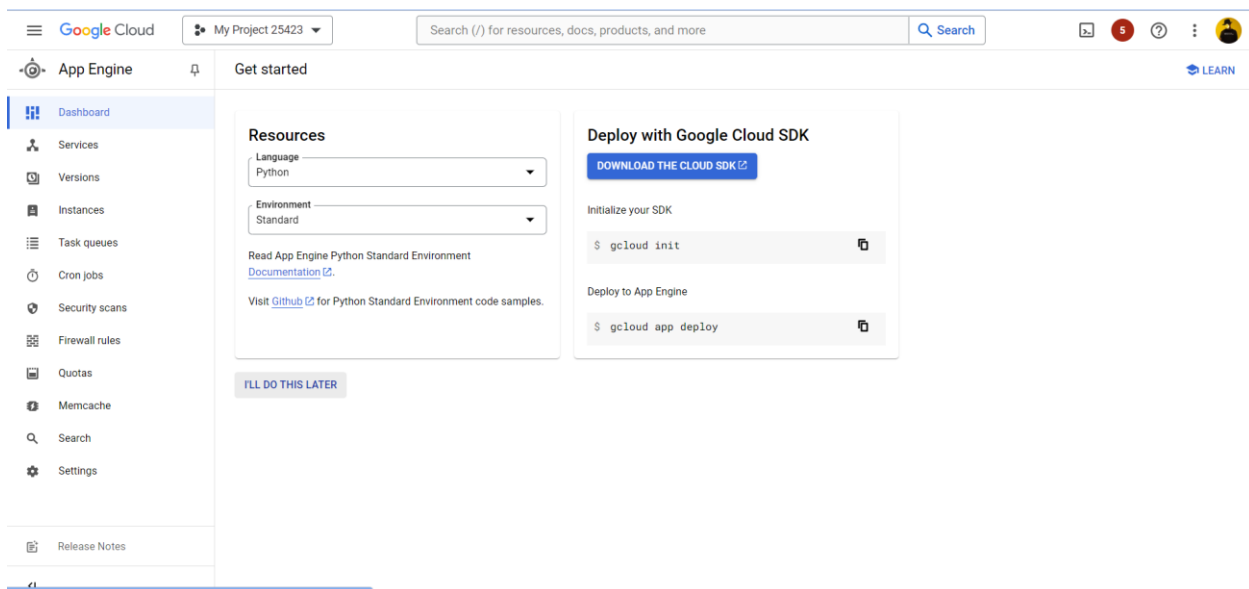 Google Cloud
My Project 25423
Search (/) for resources, docs, products, and more
Search
5
App Engine
Get started
LEARN
Dashboard
Services
Versions
Instances
Task queues
Cron jobs
Security scans
Firewall rules
Quotas
Memcache
Search
Settings
Release Notes
Resources
Language
Python
Environment
Standard
Read App Engine Python Standard Environment
Documentation.
Visit Github for Python Standard Environment code samples.
I'LL DO THIS LATER
Deploy with Google Cloud SDK
DOWNLOAD THE CLOUD SDK
Initialize your SDK
$ gcloud init
Deploy to App Engine
$ gcloud app deploy